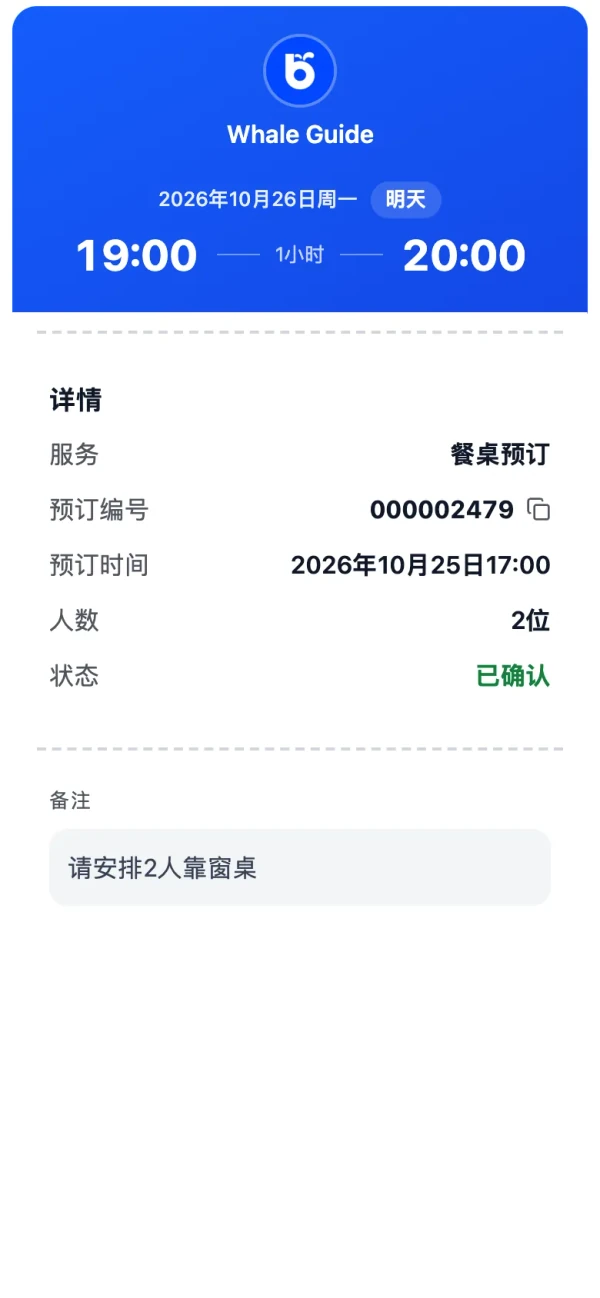 Whale Guide
2026年10月26日周一 明天
19:00 1小时 20:00
详情
服务 餐桌预订
预订编号 000002479
预订时间 2026年10月25日17:00
人数 2位
状态 已确认
备注
请安排2人靠窗桌